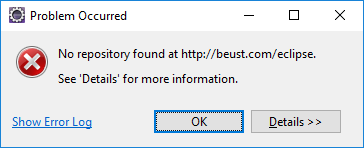 Problem Occurred
No repository found at http://beust.com/eclipse.
See 'Details' for more information.
Show Error Log
OK
Details >>